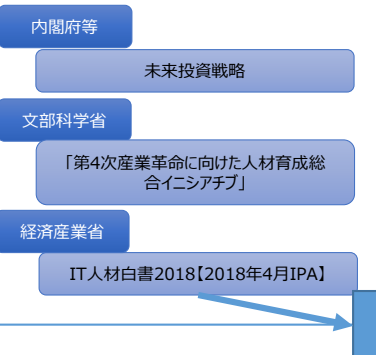 内閣府等
未来投資戦略
文部科学省
「第4次産業革命に向けた人材育成総
合イニシアチブ」
経済産業省
IT人材白書2018【2018年4月IPA】